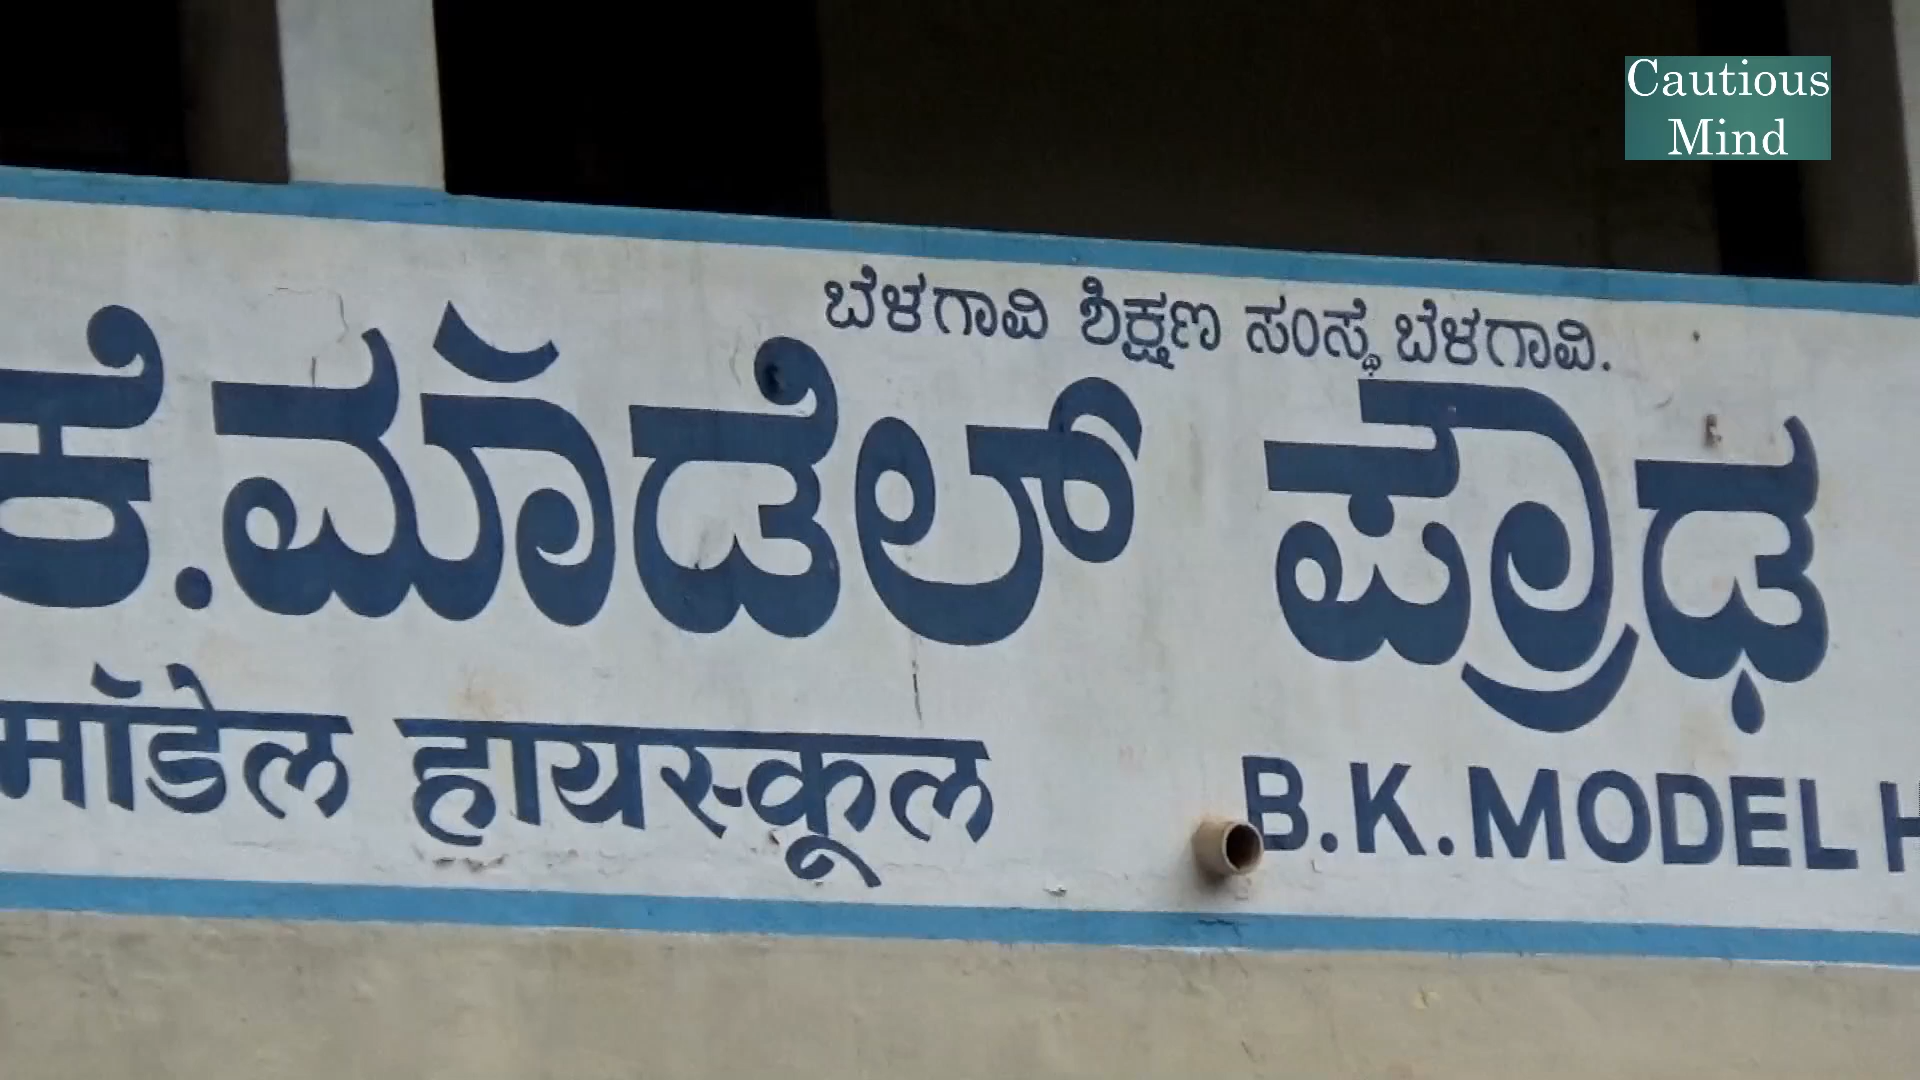 Cautious
Mind
ಬೆಳಗಾವಿ ಶಿಕ್ಷಣ ಸಂಸ್ಥೆ ಬೆಳಗಾವಿ.
ಕೆ.ಮಾಡೆಲ್ ಪ್ರೌಢ
मॉडेल हायस्कूल
B.K.MODEL H